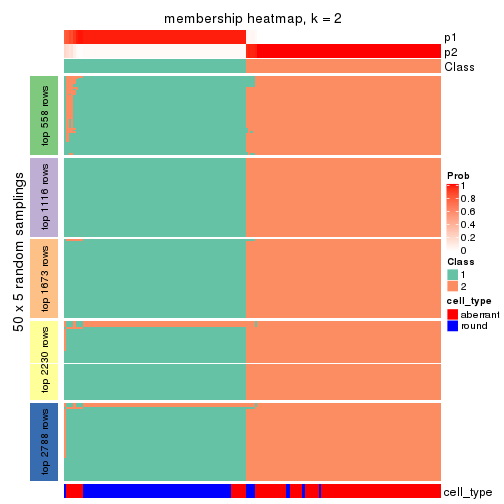 membership heatmap, k = 2
p1
p2
Class
50 x 5 random samplings
top 558 rows
top 1116 rows
top 1673 rows
top 2230 rows
top 2788 rows
cell_type
Prob
1
0.8
0.6
0.4
0.2
0
Class
1
2
cell_type
aberrant
round